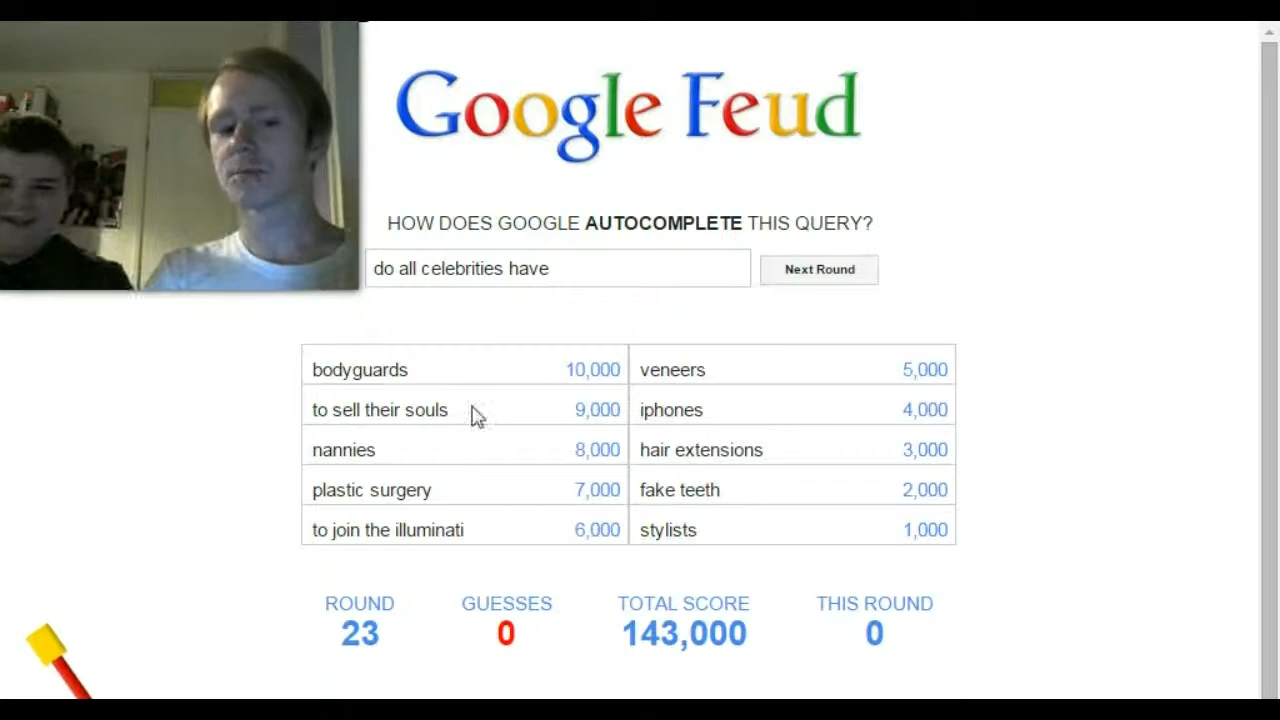 Google Feud
HOW DOES GOOGLE AUTOCOMPLETE THIS QUERY?
do all celebrities have
Next Round
bodyguards 10,000 veneers 5,000
to sell their souls 9,000 iphones 4,000
nannies 8,000 hair extensions 3,000
plastic surgery 7,000 fake teeth 2,000
to join the illuminati 6,000 stylists 1,000
ROUND GUESSES TOTAL SCORE THIS ROUND
23 0 143,000 0